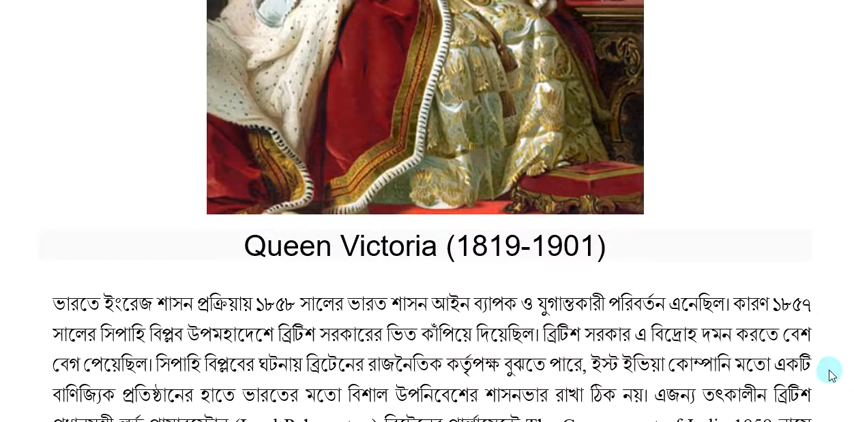 Queen Victoria (1819-1901)
ভারতে ইংরেজ শাসন প্রক্রিয়ায় ১৮৫৮ সালের ভারত শাসন আইন ব্যাপক ও যুগান্তকারী পরিবর্তন এনেছিল। কারণ ১৮৫৭
সালের সিপাহি বিপ্লব উপমহাদেশে ব্রিটিশ সরকারের ভিত কাঁপিয়ে দিয়েছিল। ব্রিটিশ সরকার এ বিদ্রোহ দমন করতে বেশ
বেগ পেয়েছিল। সিপাহি বিপ্লবের ঘটনায় ব্রিটেনের রাজনৈতিক কর্তৃপক্ষ বুঝতে পারে, ইস্ট ইন্ডিয়া কোম্পানি মতো একটি
বাণিজ্যিক প্রতিষ্ঠানের হাতে ভারতের মতো বিশাল উপনিবেশের শাসনভার রাখা ঠিক নয়। এজন্য তৎকালীন ব্রিটিশ